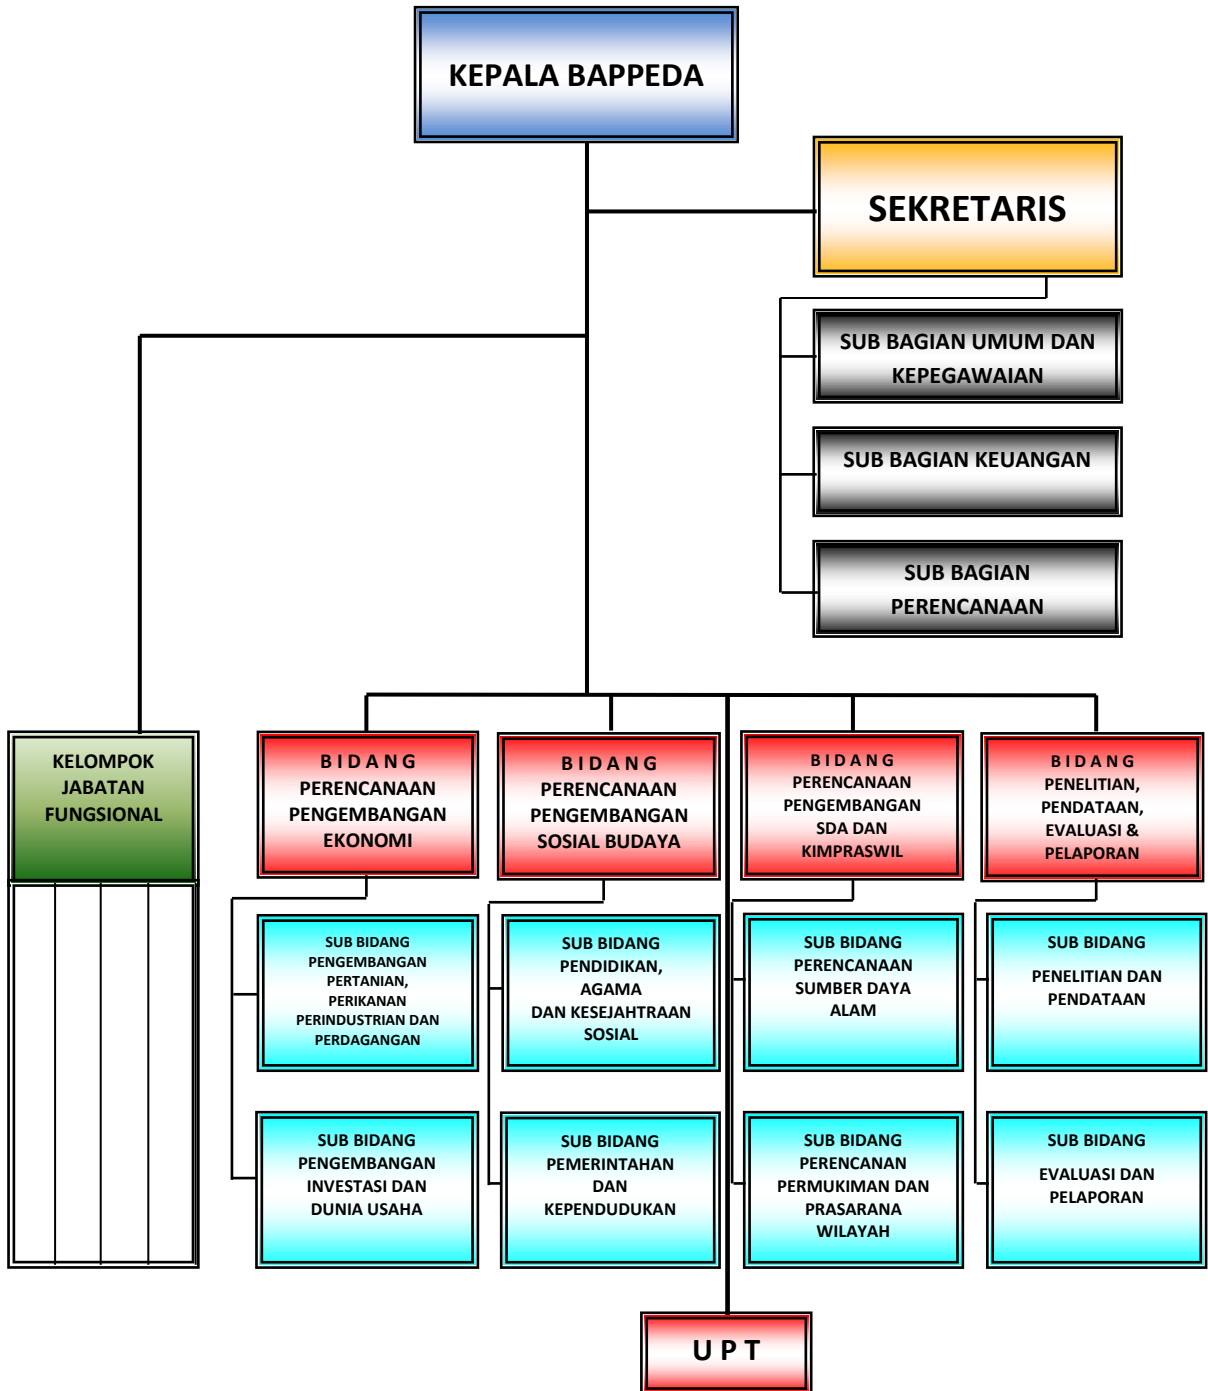 KEPALA BAPPEDA
SEKRETARIS
SUB BAGIAN UMUM DAN
KEPEGAWAIAN
SUB BAGIAN KEUANGAN
SUB BAGIAN
PERENCANAAN
KELOMPOK
JABATAN
FUNGSIONAL
B I D A N G
PERENCANAAN
PENGEMBANGAN
EKONOMI
B I D A N G
PERENCANAAN
PENGEMBANGAN
SOSIAL BUDAYA
B I D A N G
PERENCANAAN
PENGEMBANGAN
SDA DAN
KIMPRASWIL
B I D A N G
PENELITIAN,
PENDATAAN,
EVALUASI &
PELAPORAN
SUB BIDANG
PENGEMBANGAN
PERTANIAN,
PERIKANAN
PERINDUSTRIAN DAN
PERDAGANGAN
SUB BIDANG
PENDIDIKAN,
AGAMA
DAN KESEJAHTRAAN
SOSIAL
SUB BIDANG
PERENCANAAN
SUMBER DAYA
ALAM
SUB BIDANG
PENELITIAN DAN
PENDATAAN
SUB BIDANG
PENGEMBANGAN
INVESTASI DAN
DUNIA USAHA
SUB BIDANG
PEMERINTAHAN
DAN
KEPENDUDUKAN
SUB BIDANG
PERENCANAN
PERMUKIMAN DAN
PRASARANA
WILAYAH
SUB BIDANG
EVALUASI DAN
PELAPORAN
U P T